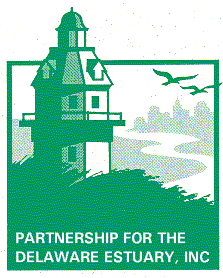 PARTNERSHIP FOR THE
DELAWARE ESTUARY, INC